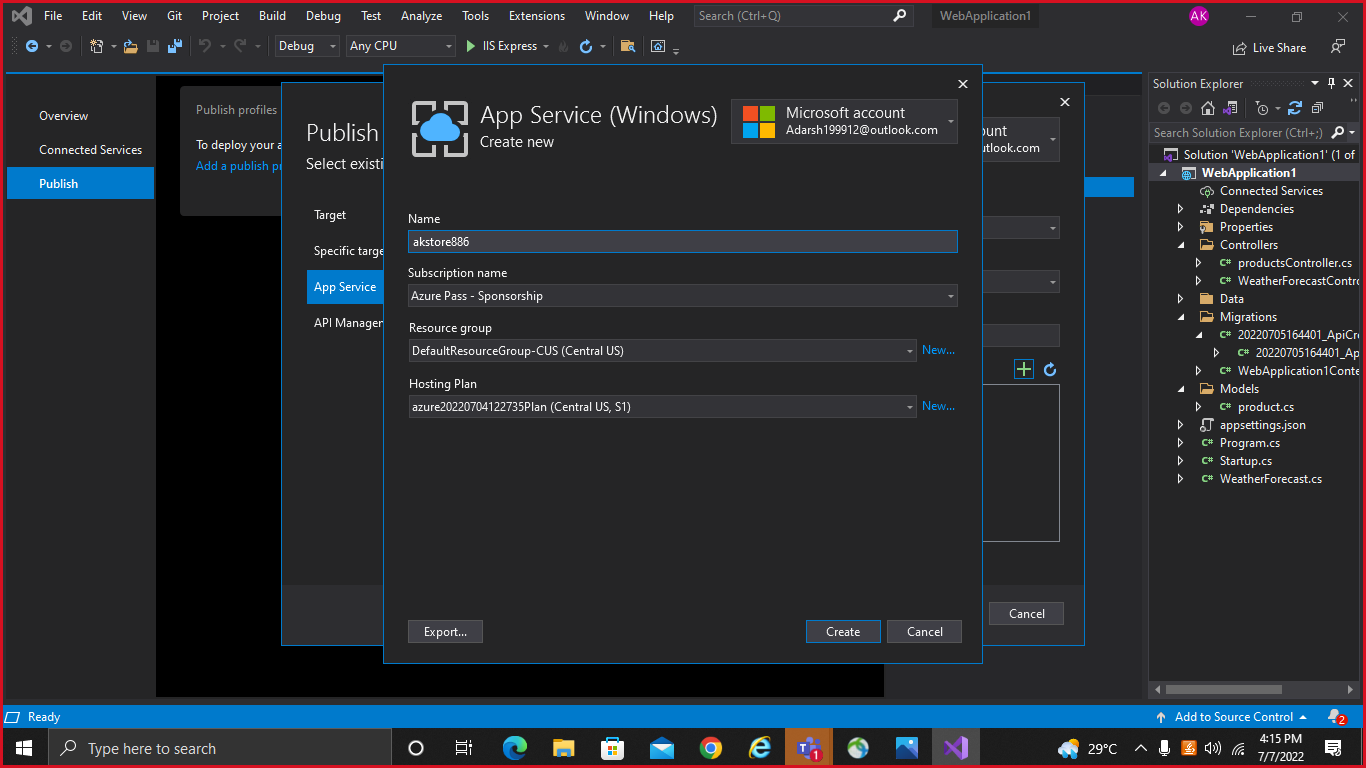 File Edit View Git Project Build Debug Test Analyze Tools Extensions Window Help Search (Ctrl+Q) WebApplication1 AK
Debug Any CPU IIS Express Live Share
Overview
Connected Services
Publish
Publish profiles
To deploy your a
Add a publish pr
Publish
Select existi
Target
Specific targe
App Service
API Manager
ount
utlook.com
Cancel
App Service (Windows)
Create new
Microsoft account
Adarsh199912@outlook.com
Name
akstore886
Subscription name
Azure Pass - Sponsorship
Resource group
DefaultResourceGroup-CUS (Central US) New...
Hosting Plan
azure20220704122735Plan (Central US, S1) New...
Export... Create Cancel
Solution Explorer
Search Solution Explorer (Ctrl+;)
Solution 'WebApplication1' (1 of
WebApplication1
Connected Services
Dependencies
Properties
Controllers
C# productsController.cs
C# WeatherForecastContro
Data
Migrations
C# 20220705164401_ApiCre
C# 20220705164401_Ap
C# WebApplication1Conte
Models
C# product.cs
appsettings.json
C# Program.cs
C# Startup.cs
C# WeatherForecast.cs
Ready Add to Source Control 2
Type here to search 1 29°C 4:15 PM
7/7/2022